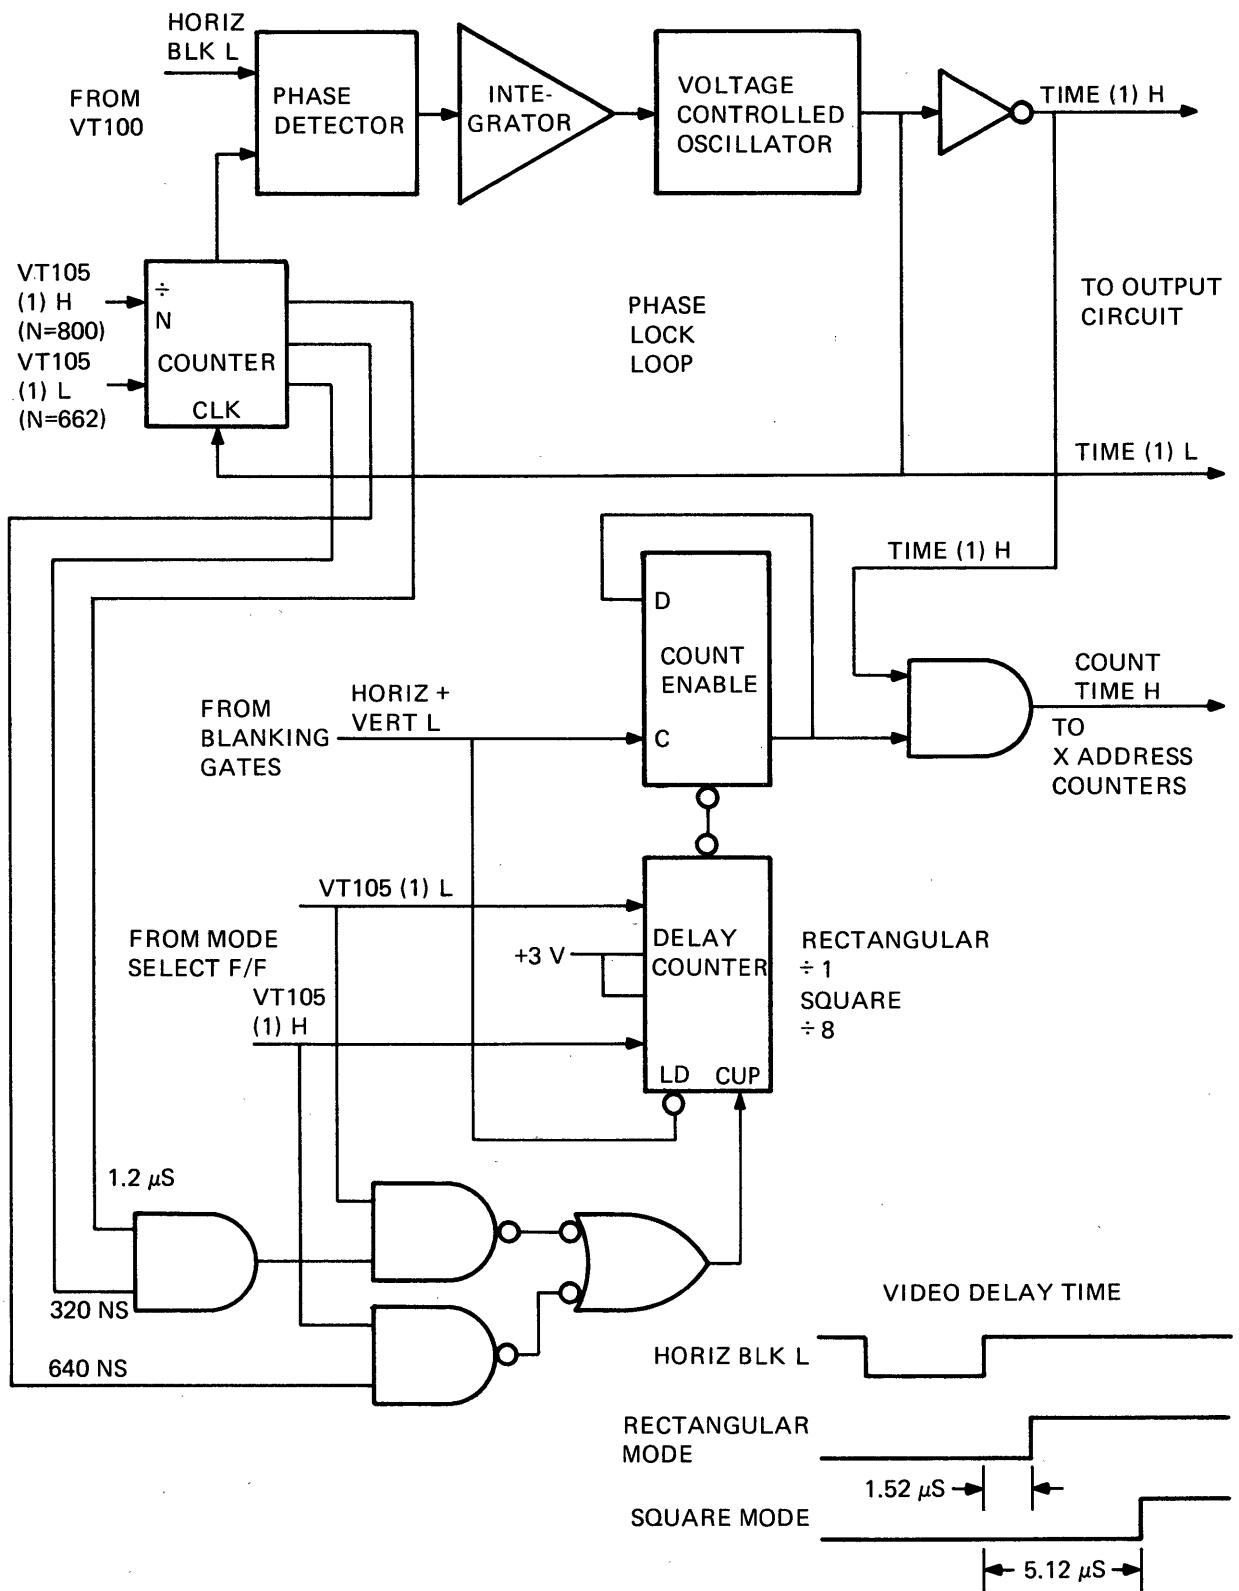 HORIZ
BLK L
FROM
VT100
PHASE
DETECTOR
INTE-
GRATOR
VOLTAGE
CONTROLLED
OSCILLATOR
TIME (1) H
VT105
(1) H
(N=800)
VT105
(1) L
(N=662)
÷
N
COUNTER
CLK
PHASE
LOCK
LOOP
TO OUTPUT
CIRCUIT
TIME (1) L
TIME (1) H
D
COUNT
ENABLE
C
FROM
BLANKING
GATES
HORIZ +
VERT L
COUNT
TIME H
TO
X ADDRESS
COUNTERS
VT105 (1) L
FROM MODE
SELECT F/F
+3 V
VT105
(1) H
DELAY
COUNTER
LD CUP
RECTANGULAR
÷ 1
SQUARE
÷ 8
1.2 µS
320 NS
640 NS
VIDEO DELAY TIME
HORIZ BLK L
RECTANGULAR
MODE
1.52 µS
SQUARE MODE
5.12 µS